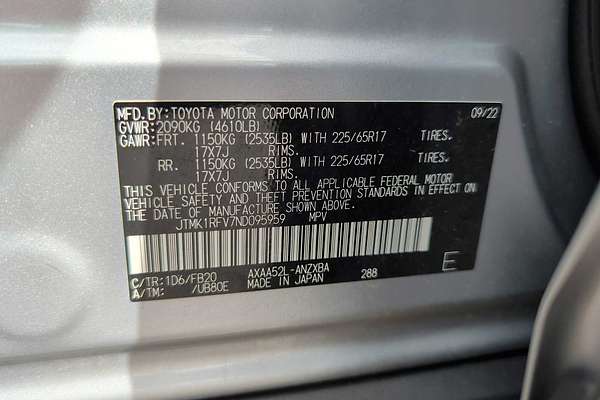 MFD. BY: TOYOTA MOTOR CORPORATION 09/22
GVWR: 2090KG (4610LB)
GAWR: FRT. 1150KG (2535LB) WITH 225/65R17 TIRES.
17X7J RIMS.
RR. 1150KG (2535LB) WITH 225/65R17 TIRES.
17X7J RIMS.
THIS VEHICLE CONFORMS TO ALL APPLICABLE FEDERAL MOTOR
VEHICLE SAFETY AND THEFT PREVENTION STANDARDS IN EFFECT ON
THE DATE OF MANUFACTURE SHOWN ABOVE.
JTMK1RFV7ND095959 MPV
C/TR: 1D6/FB20 AXAA52L-ANZXBA 288 E
A/TM: /UB80E MADE IN JAPAN